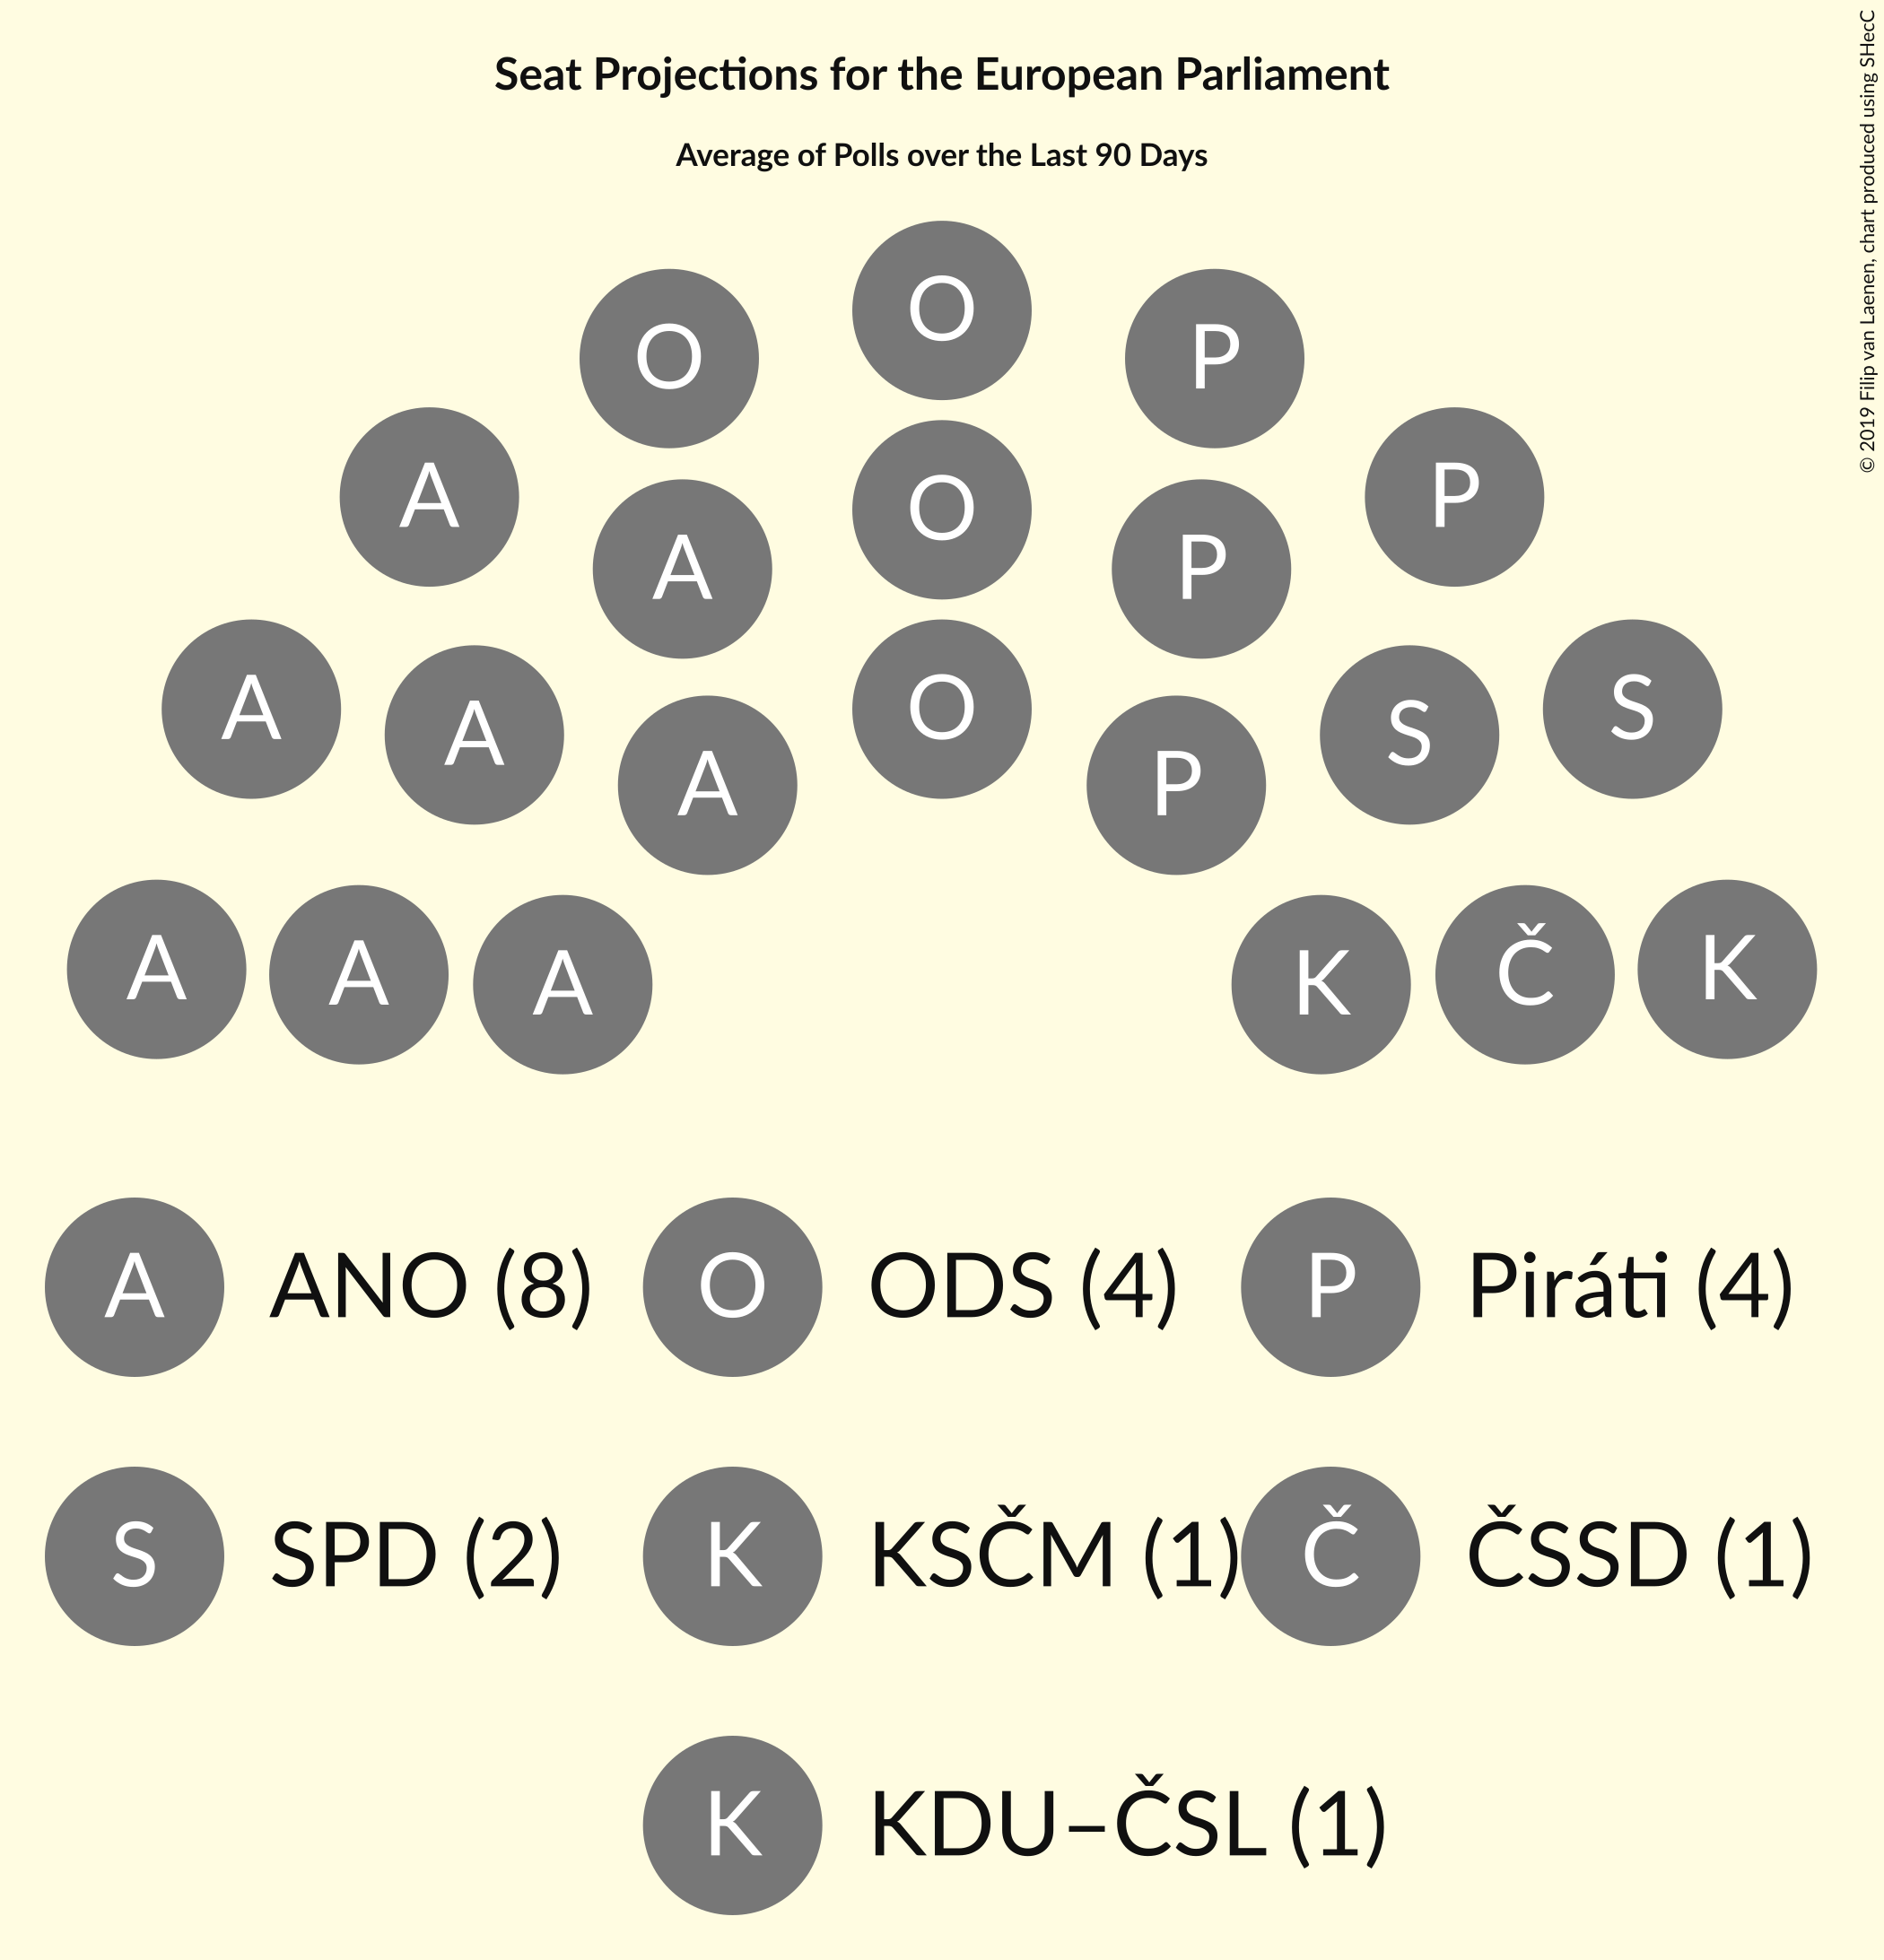 Seat Projections for the European Parliament
Average of Polls over the Last 90 Days
© 2019 Filip van Laenen, chart produced using SHecC
O
O
P
A
O
P
A
P
A
A
O
S
S
A
P
A
A
A
K
Č
K
A ANO (8) O ODS (4) P Piráti (4)
S SPD (2) K KSČM (1) Č ČSSD (1)
K KDU–ČSL (1)